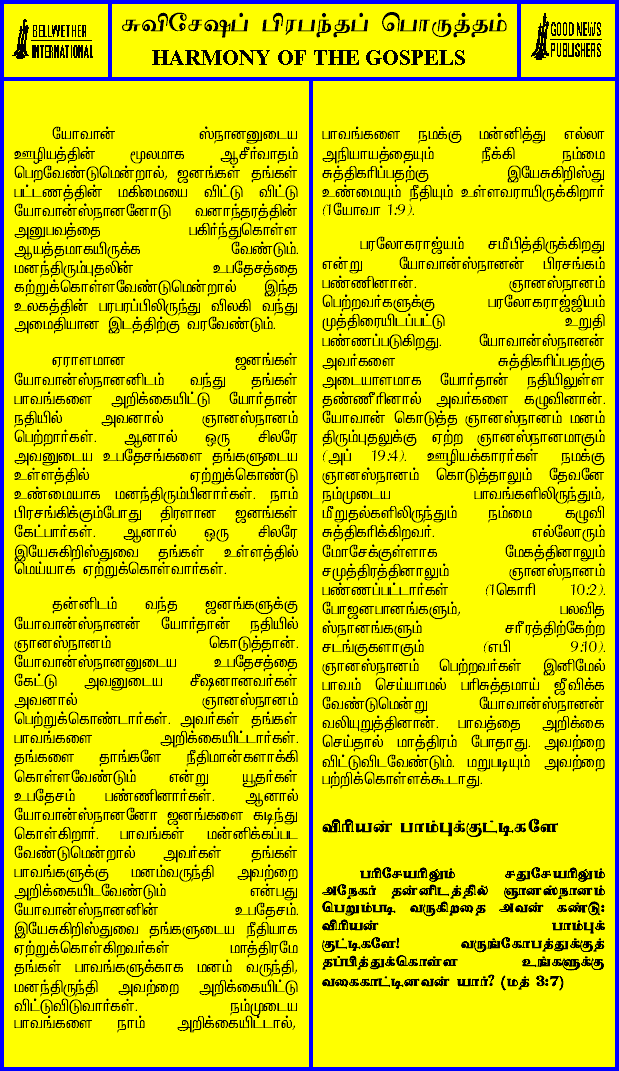 BELLWETHER
INTERNATIONAL
சுவிசேஷப் பிரபந்தப் பொருத்தம்
HARMONY OF THE GOSPELS
GOOD NEWS
PUBLISHERS
யோவான் ஸ்நானனுடைய
ஊழியத்தின் மூலமாக ஆசீர்வாதம்
பெறவேண்டுமென்றால், ஜனங்கள் தங்கள்
பட்டணத்தின் மகிமையை விட்டு விட்டு
யோவான்ஸ்நானனோடு வனாந்தரத்தின்
அனுபவத்தை பகிர்ந்துகொள்ள
ஆயத்தமாகயிருக்க வேண்டும்.
மனந்திரும்புதலின் உபதேசத்தை
கற்றுக்கொள்ளவேண்டுமென்றால் இந்த
உலகத்தின் பரபரப்பிலிருந்து விலகி வந்து
அமைதியான இடத்திற்கு வரவேண்டும்.
ஏராளமான ஜனங்கள்
யோவான்ஸ்நானனிடம் வந்து தங்கள்
பாவங்களை அறிக்கையிட்டு யோர்தான்
நதியில் அவனால் ஞானஸ்நானம்
பெற்றார்கள். ஆனால் ஒரு சிலரே
அவனுடைய உபதேசங்களை தங்களுடைய
உள்ளத்தில் ஏற்றுக்கொண்டு
உண்மையாக மனந்திரும்பினார்கள். நாம்
பிரசங்கிக்கும்போது திரளான ஜனங்கள்
கேட்பார்கள். ஆனால் ஒரு சிலரே
இயேசுகிறிஸ்துவை தங்கள் உள்ளத்தில்
மெய்யாக ஏற்றுக்கொள்வார்கள்.
தன்னிடம் வந்த ஜனங்களுக்கு
யோவான்ஸ்நானன் யோர்தான் நதியில்
ஞானஸ்நானம் கொடுத்தான்.
யோவான்ஸ்நானனுடைய உபதேசத்தை
கேட்டு அவனுடைய சீஷனானவர்கள்
அவனால் ஞானஸ்நானம்
பெற்றுக்கொண்டார்கள். அவர்கள் தங்கள்
பாவங்களை அறிக்கையிட்டார்கள்.
தங்களை தாங்களே நீதிமான்களாக்கி
கொள்ளவேண்டும் என்று யூதர்கள்
உபதேசம் பண்ணினார்கள். ஆனால்
யோவான்ஸ்நானனோ ஜனங்களை கடிந்து
கொள்கிறார். பாவங்கள் மன்னிக்கப்பட
வேண்டுமென்றால் அவர்கள் தங்கள்
பாவங்களுக்கு மனம்வருந்தி அவற்றை
அறிக்கையிடவேண்டும் என்பது
யோவான்ஸ்நானனின் உபதேசம்.
இயேசுகிறிஸ்துவை தங்களுடைய நீதியாக
ஏற்றுக்கொள்கிறவர்கள் மாத்திரமே
தங்கள் பாவங்களுக்காக மனம் வருந்தி,
மனந்திருந்தி அவற்றை அறிக்கையிட்டு
விட்டுவிடுவார்கள். நம்முடைய
பாவங்களை நாம் அறிக்கையிட்டால்,
பாவங்களை நமக்கு மன்னித்து எல்லா
அநியாயத்தையும் நீக்கி நம்மை
சுத்திகரிப்பதற்கு இயேசுகிறிஸ்து
உண்மையும் நீதியும் உள்ளவராயிருக்கிறார்
(1யோவா 1:9).
பரலோகராஜ்யம் சமீபித்திருக்கிறது
என்று யோவான்ஸ்நானன் பிரசங்கம்
பண்ணினான். ஞானஸ்நானம்
பெற்றவர்களுக்கு பரலோகராஜ்ஜியம்
முத்திரையிடப்பட்டு உறுதி
பண்ணப்படுகிறது. யோவான்ஸ்நானன்
அவர்களை சுத்திகரிப்பதற்கு
அடையாளமாக யோர்தான் நதியிலுள்ள
தண்ணீரினால் அவர்களை கழுவினான்.
யோவான் கொடுத்த ஞானஸ்நானம் மனம்
திரும்புதலுக்கு ஏற்ற ஞானஸ்நானமாகும்
(அப் 19:4). ஊழியக்காரர்கள் நமக்கு
ஞானஸ்நானம் கொடுத்தாலும் தேவனே
நம்முடைய பாவங்களிலிருந்தும்,
மீறுதல்களிலிருந்தும் நம்மை கழுவி
சுத்திகரிக்கிறவர். எல்லோரும்
மோசேக்குள்ளாக மேகத்தினாலும்
சமுத்திரத்தினாலும் ஞானஸ்நானம்
பண்ணப்பட்டார்கள் (1கொரி 10:2).
போஜனபானங்களும், பலவித
ஸ்நானங்களும் சரீரத்திற்கேற்ற
சடங்குகளாகும் (எபி 9:10).
ஞானஸ்நானம் பெற்றவர்கள் இனிமேல்
பாவம் செய்யாமல் பரிசுத்தமாய் ஜீவிக்க
வேண்டுமென்று யோவான்ஸ்நானன்
வலியுறுத்தினான். பாவத்தை அறிக்கை
செய்தால் மாத்திரம் போதாது. அவற்றை
விட்டுவிடவேண்டும். மறுபடியும் அவற்றை
பற்றிக்கொள்ளக்கூடாது.
விரியன் பாம்புக்குட்டிகளே
பரிசேயரிலும் சதுசேயரிலும்
அநேகர் தன்னிடத்தில் ஞானஸ்நானம்
பெறும்படி வருகிறதை அவன் கண்டு:
விரியன் பாம்புக்
குட்டிகளே! வருங்கோபத்துக்குத்
தப்பித்துக்கொள்ள உங்களுக்கு
வகைகாட்டினவன் யார்? (மத் 3:7)